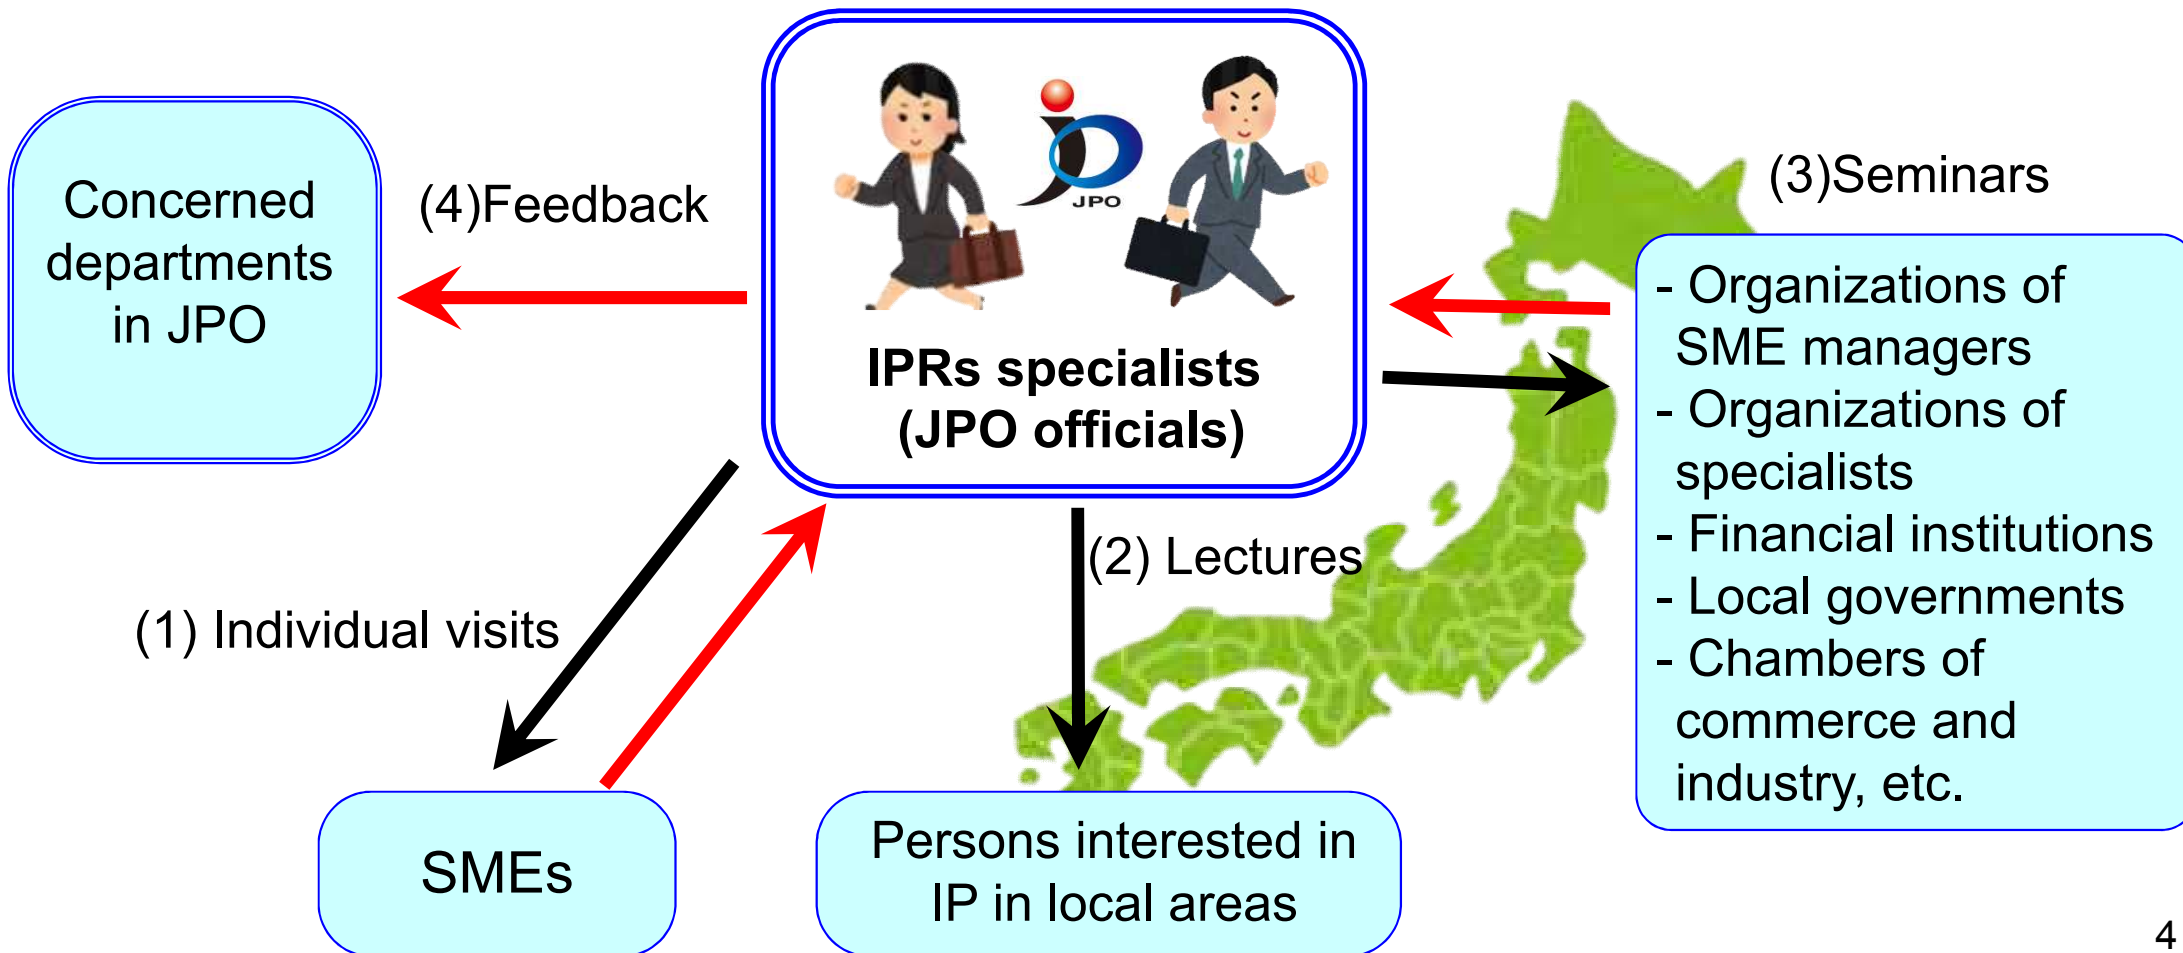 Concerned
departments
in JPO
(4)Feedback
JPO
IPRs specialists
(JPO officials)
(3)Seminars
- Organizations of
SME managers
- Organizations of
specialists
- Financial institutions
- Local governments
- Chambers of
commerce and
industry, etc.
(1) Individual visits
(2) Lectures
SMEs
Persons interested in
IP in local areas
4